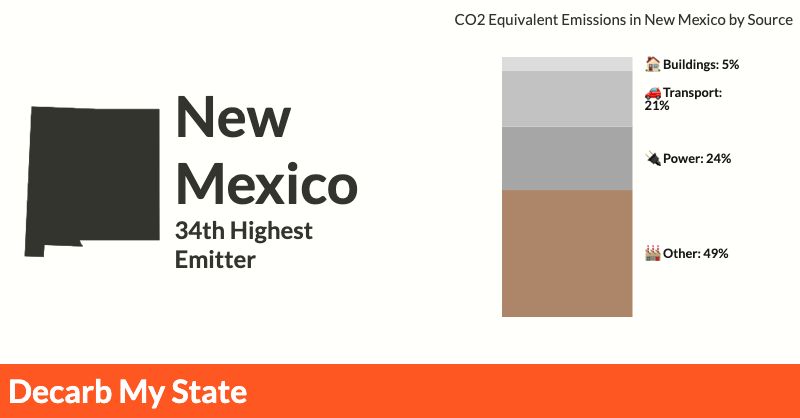 CO2 Equivalent Emissions in New Mexico by Source
New
Mexico
34th Highest
Emitter
🏠Buildings: 5%
🚗Transport:
21%
🔌Power: 24%
🏭Other: 49%
Decarb My State